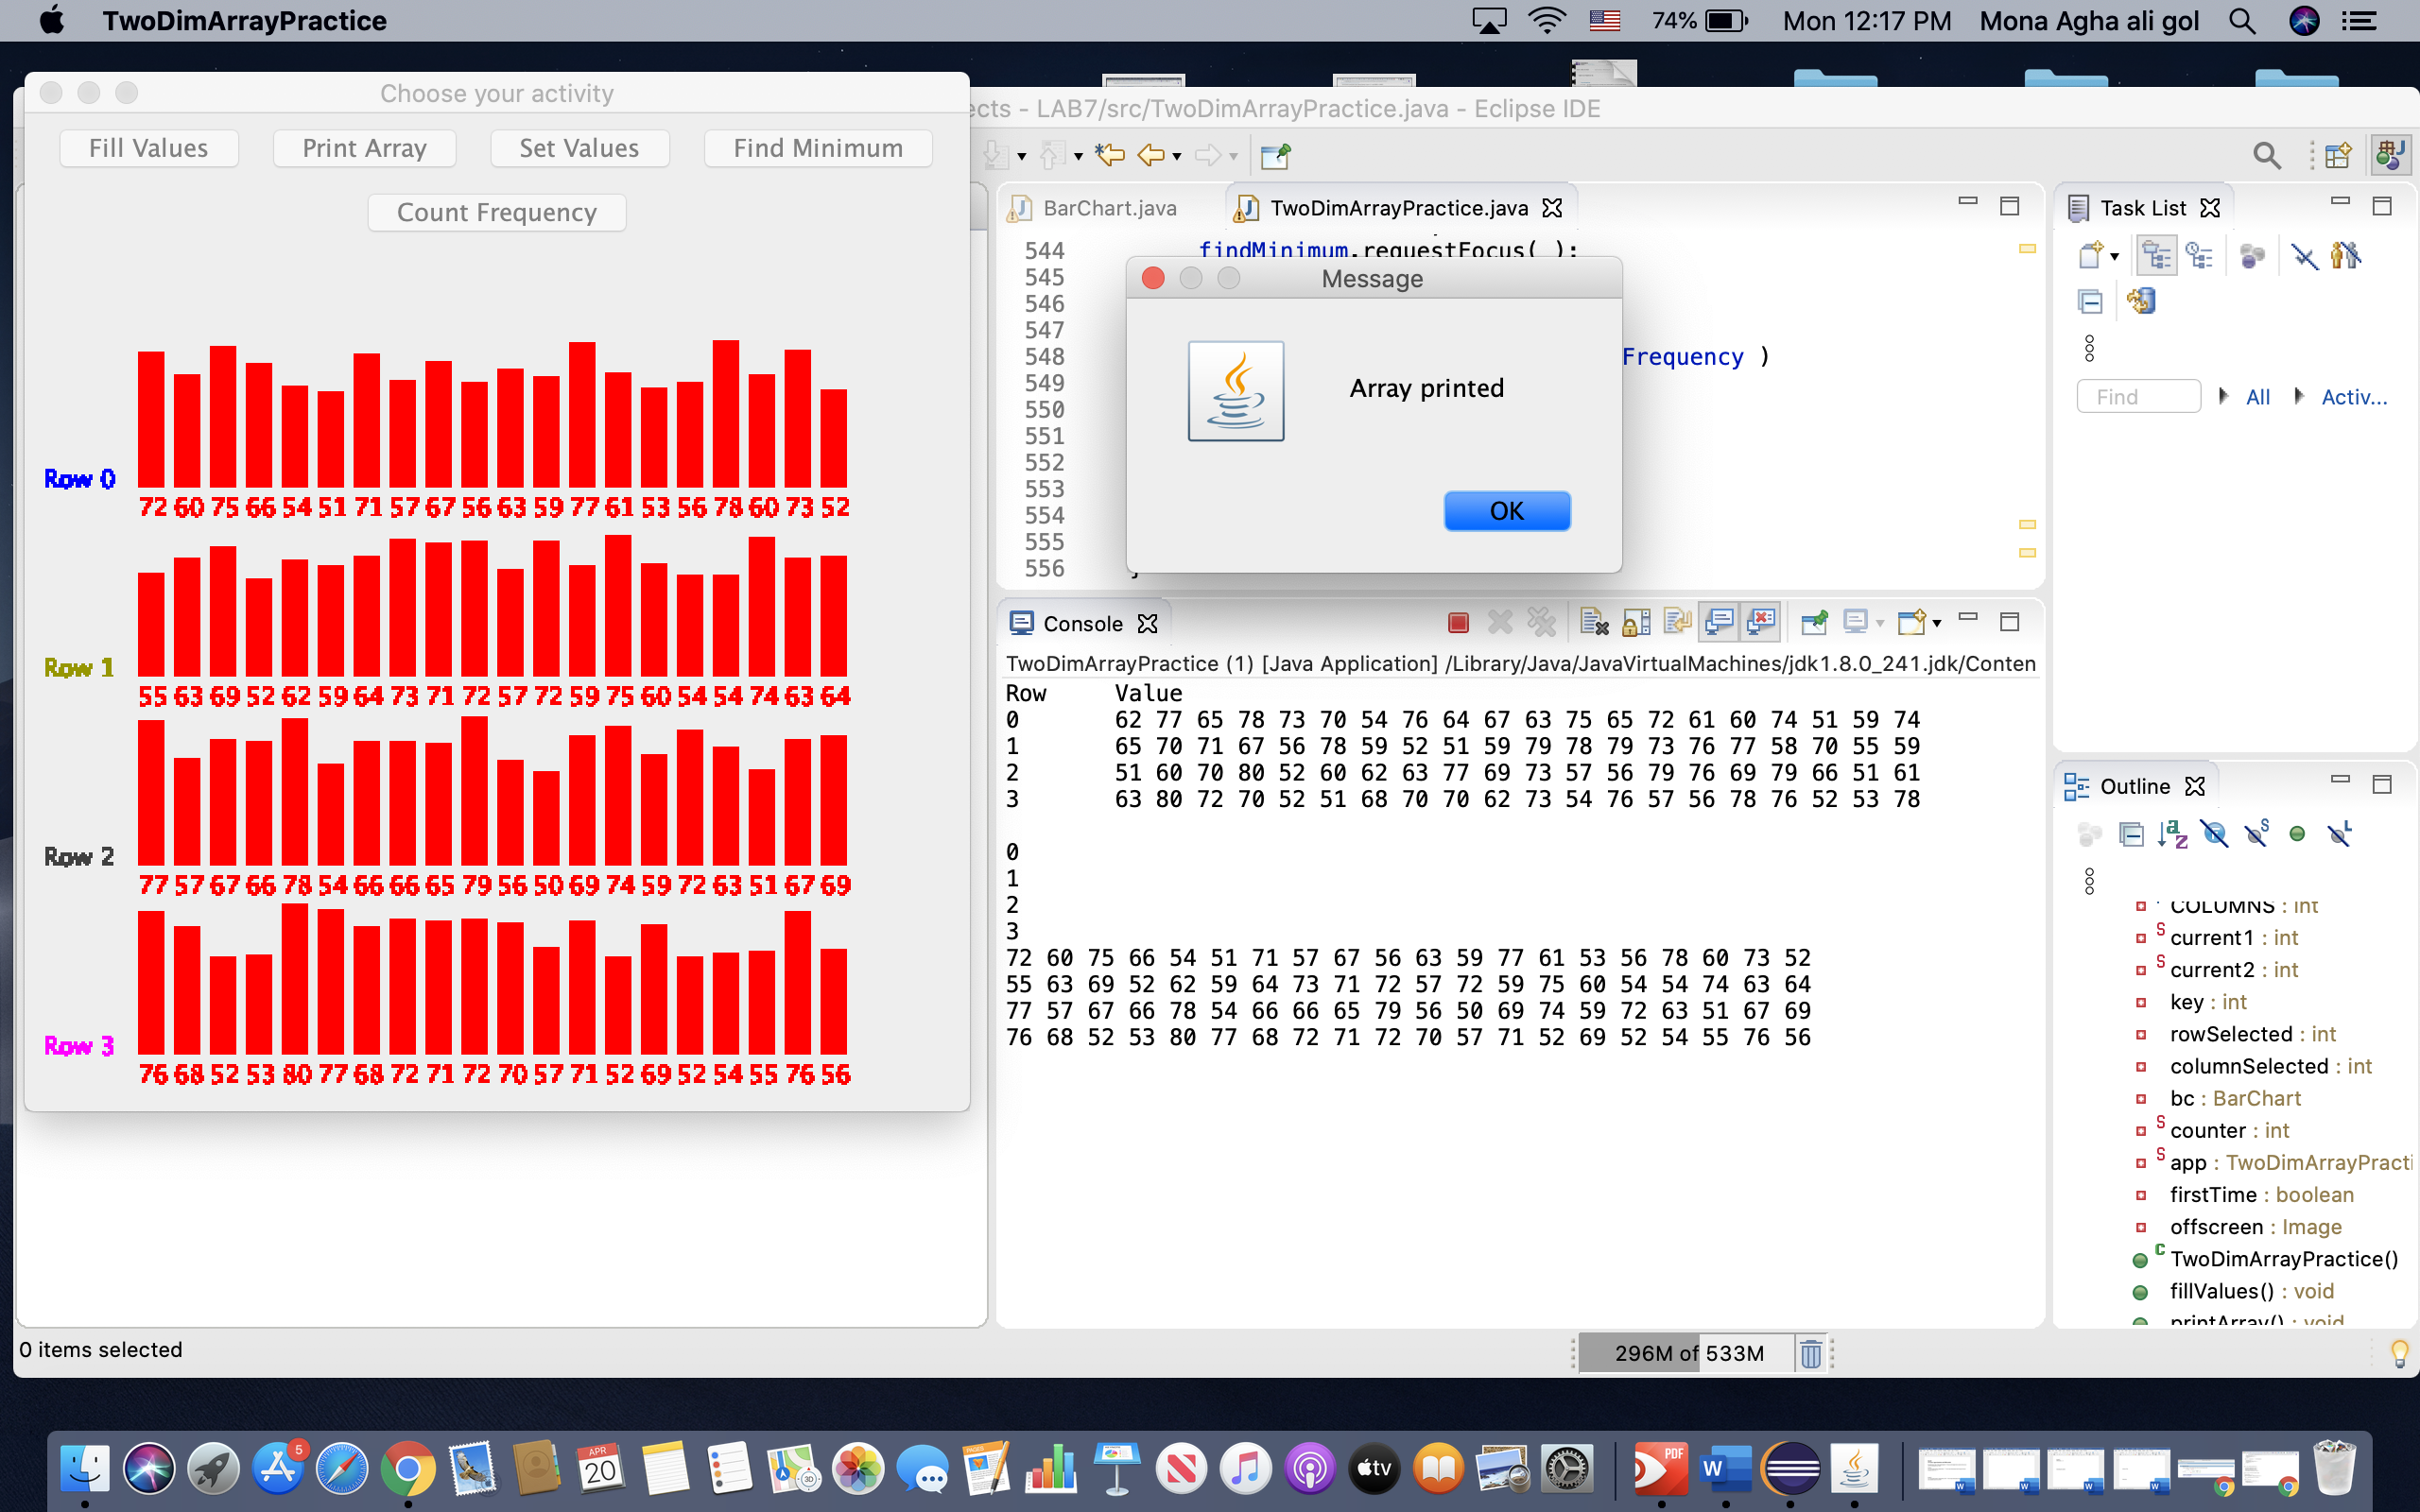 TwoDimArrayPractice
74%
Mon 12:17 PM
Mona Agha ali gol
Choose your activity
Fill Values
Print Array
Set Values
Find Minimum
Count Frequency
Row 0
72 60 75 66 54 51 71 57 67 56 63 59 77 61 53 56 78 60 73 52
Row 1
55 63 69 52 62 59 64 73 71 72 57 72 59 75 60 54 54 74 63 64
Row 2
77 57 67 66 78 54 66 66 65 79 56 50 69 74 59 72 63 51 67 69
Row 3
76 68 52 53 80 77 68 72 71 72 70 57 71 52 69 52 54 55 76 56
ects - LAB7/src/TwoDimArrayPractice.java - Eclipse IDE
BarChart.java
TwoDimArrayPractice.java
544 findMinimum.requestFocus( );
545
546
547
548 Frequency )
549
550
551
552
553
554
555
556 }
Message
Array printed
OK
Console
TwoDimArrayPractice (1) [Java Application] /Library/Java/JavaVirtualMachines/jdk1.8.0_241.jdk/Conten
Row Value
0 62 77 65 78 73 70 54 76 64 67 63 75 65 72 61 60 74 51 59 74
1 65 70 71 67 56 78 59 52 51 59 79 78 79 73 76 77 58 70 55 59
2 51 60 70 80 52 60 62 63 77 69 73 57 56 79 76 69 79 66 51 61
3 63 80 72 70 52 51 68 70 70 62 73 54 76 57 56 78 76 52 53 78
0
1
2
3
72 60 75 66 54 51 71 57 67 56 63 59 77 61 53 56 78 60 73 52
55 63 69 52 62 59 64 73 71 72 57 72 59 75 60 54 54 74 63 64
77 57 67 66 78 54 66 66 65 79 56 50 69 74 59 72 63 51 67 69
76 68 52 53 80 77 68 72 71 72 70 57 71 52 69 52 54 55 76 56
Task List
Find
All
Activ...
Outline
COLUMNS : int
current1 : int
current2 : int
key : int
rowSelected : int
columnSelected : int
bc : BarChart
counter : int
app : TwoDimArrayPracti
firstTime : boolean
offscreen : Image
TwoDimArrayPractice()
fillValues() : void
printArray() : void
0 items selected
296M of 533M
5
APR
20
3D
PAGES
tv
PDF
W